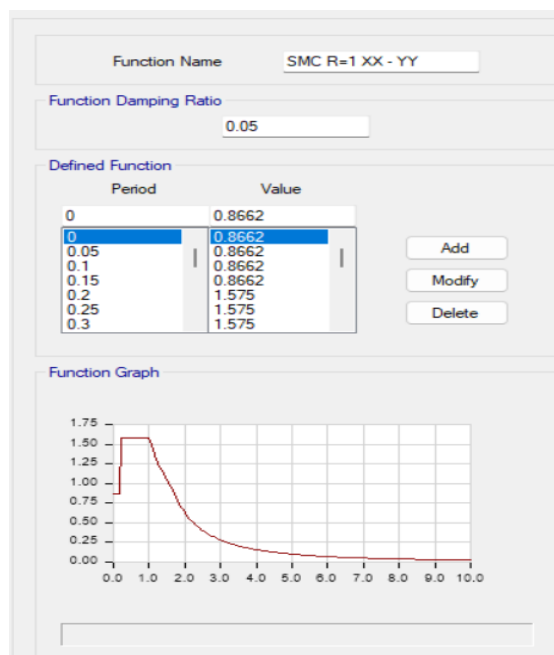 Function Name SMC R=1 XX - YY
Function Damping Ratio
0.05
Defined Function
Period Value
0 0.8662
0 0.8662
0.05 0.8662
0.1 0.8662
0.15 0.8662
0.2 1.575
0.25 1.575
0.3 1.575
Add
Modify
Delete
Function Graph
1.75
1.50
1.25
1.00
0.75
0.50
0.25
0.00
0.0 1.0 2.0 3.0 4.0 5.0 6.0 7.0 8.0 9.0 10.0